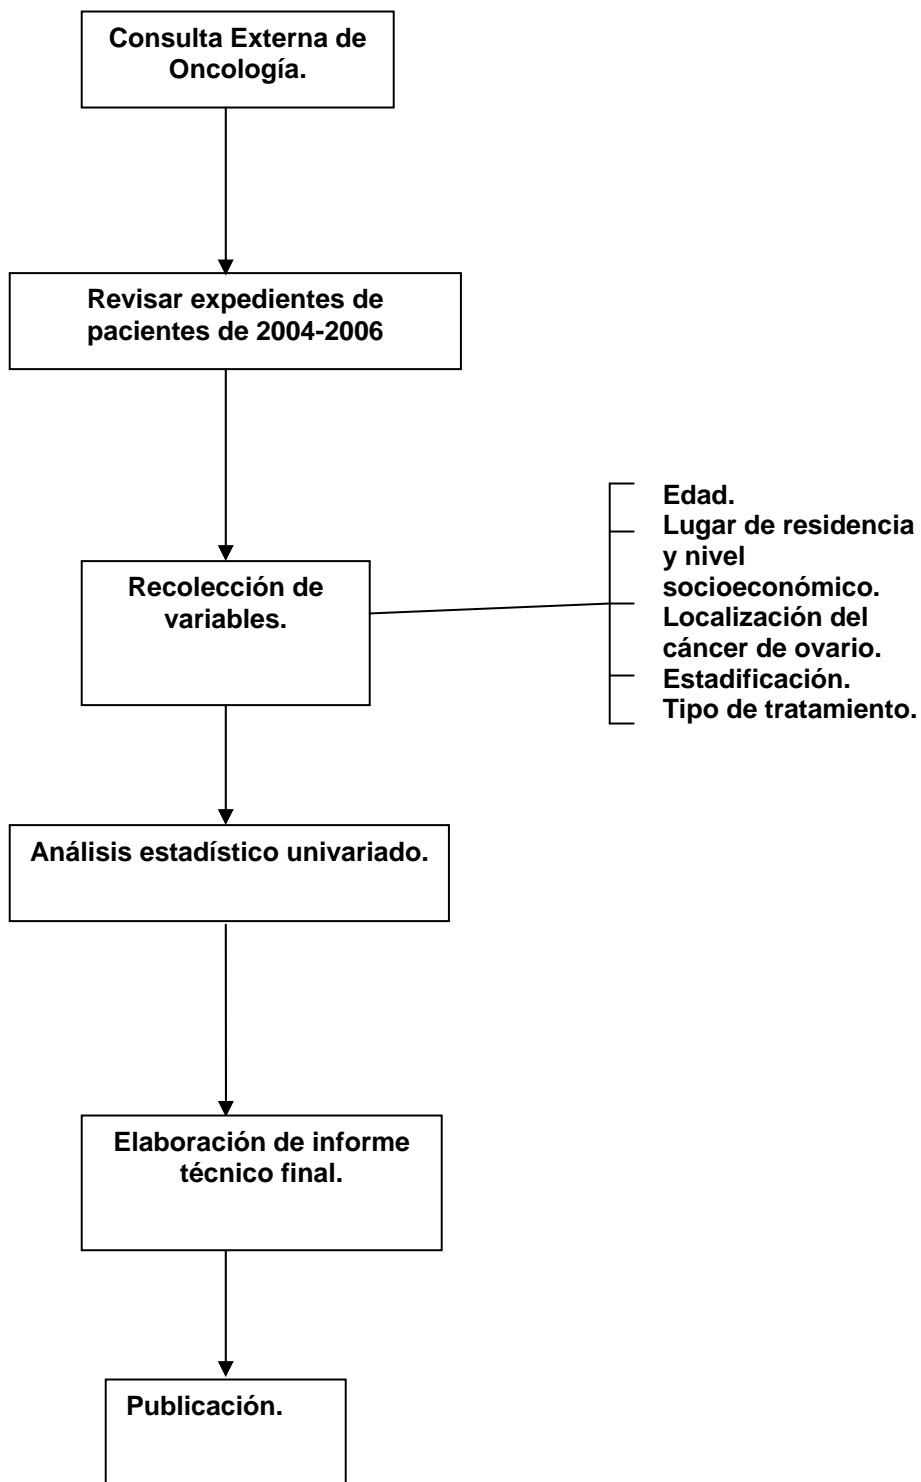 Consulta Externa de
Oncología.
Revisar expedientes de
pacientes de 2004-2006
Recolección de
variables.
Edad.
Lugar de residencia
y nivel
socioeconómico.
Localización del
cáncer de ovario.
Estadificación.
Tipo de tratamiento.
Análisis estadístico univariado.
Elaboración de informe
técnico final.
Publicación.